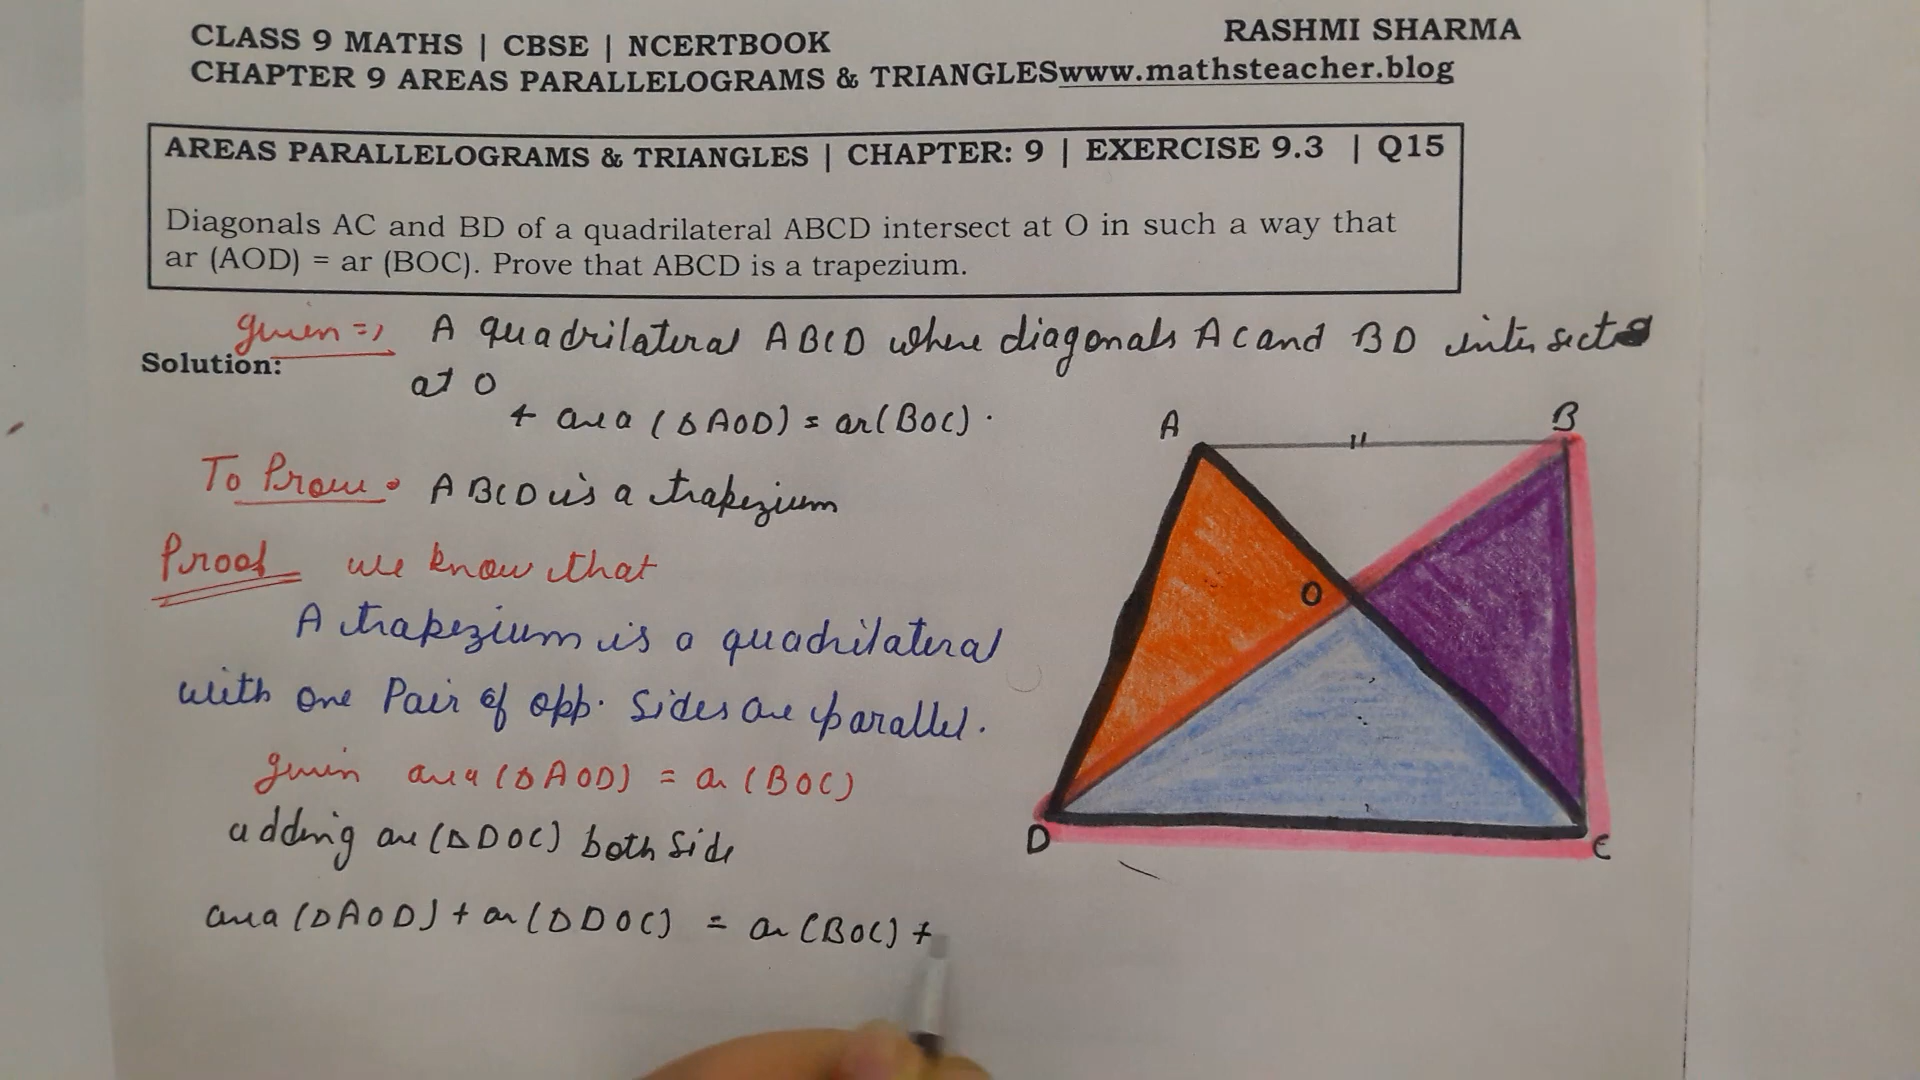 CLASS 9 MATHS | CBSE | NCERTBOOK
RASHMI SHARMA
CHAPTER 9 AREAS PARALLELOGRAMS & TRIANGLESwww.mathsteacher.blog
AREAS PARALLELOGRAMS & TRIANGLES | CHAPTER: 9 | EXERCISE 9.3 | Q15
Diagonals AC and BD of a quadrilateral ABCD intersect at O in such a way that
ar (AOD) = ar (BOC). Prove that ABCD is a trapezium.
given => A quadrilateral ABCD where diagonals AC and BD intersects
Solution:
at O
+ area (ΔAOD) = ar(BOC).
To Prove. ABCD is a trapezium
Proof we know that
A trapezium is a quadrilateral
with one Pair of opp. Sides are parallel.
given area (ΔAOD) = ar (BOC)
adding are (ΔDOC) both Side
area (ΔAOD) + ar (ΔDOC) = ar (BOC) +
A
B
O
D
C